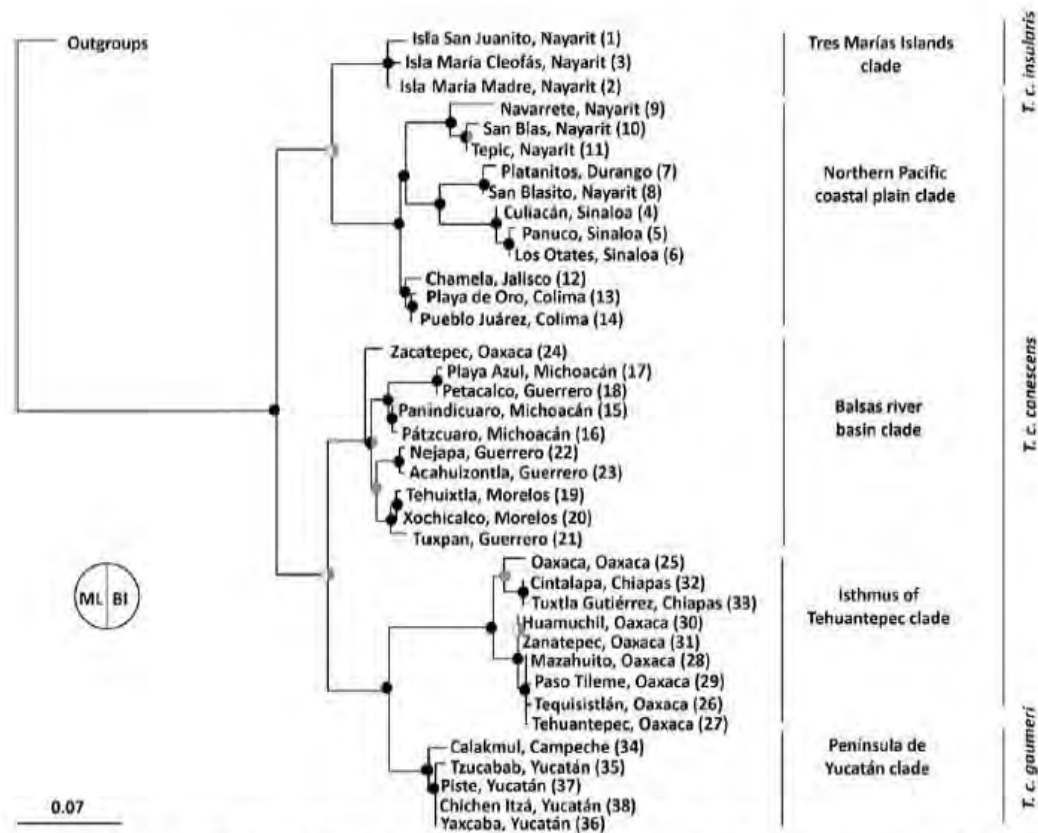 Outgroups
Isla San Juanito, Nayarit (1)
Isla María Cleofás, Nayarit (3)
Isla Maria Madre, Nayarit (2)
Navarrete, Nayarit (9)
San Blas, Nayarit (10)
Tepic, Nayarit (11)
Platanitos, Durango (7)
San Blasito, Nayarit (8)
Culiacán, Sinaloa (4)
Panuco, Sinaloa (5)
Los Otates, Sinaloa (6)
Chamela, Jalisco (12)
Playa de Oro, Colima (13)
Pueblo Juárez, Colima (14)
Zacatepec, Oaxaca (24)
Playa Azul, Michoacán (17)
Petacalco, Guerrero (18)
Panindicuaro, Michoacán (15)
Pátzcuaro, Michoacán (16)
Nejapa, Guerrero (22)
Acahuizontla, Guerrero (23)
Tehuixtla, Morelos (19)
Xochicalco, Morelos (20)
Tuxpan, Guerrero (21)
Oaxaca, Oaxaca (25)
Cintalapa, Chiapas (32)
Tuxtla Gutiérrez, Chiapas (33)
Huamuchil, Oaxaca (30)
Zanatepec, Oaxaca (31)
Mazahuito, Oaxaca (28)
Paso Tileme, Oaxaca (29)
Tequisistlán, Oaxaca (26)
Tehuantepec, Oaxaca (27)
Calakmul, Campeche (34)
Tzucabab, Yucatán (35)
Piste, Yucatán (37)
Chichen Itzá, Yucatán (38)
Yaxcaba, Yucatán (36)
Tres Marías Islands
clade
Northern Pacific
coastal plain clade
Balsas river
basin clade
Isthmus of
Tehuantepec clade
Península de
Yucatán clade
T. c. insularis
T. c. canescens
T. c. gaumeri
ML BI
0.07